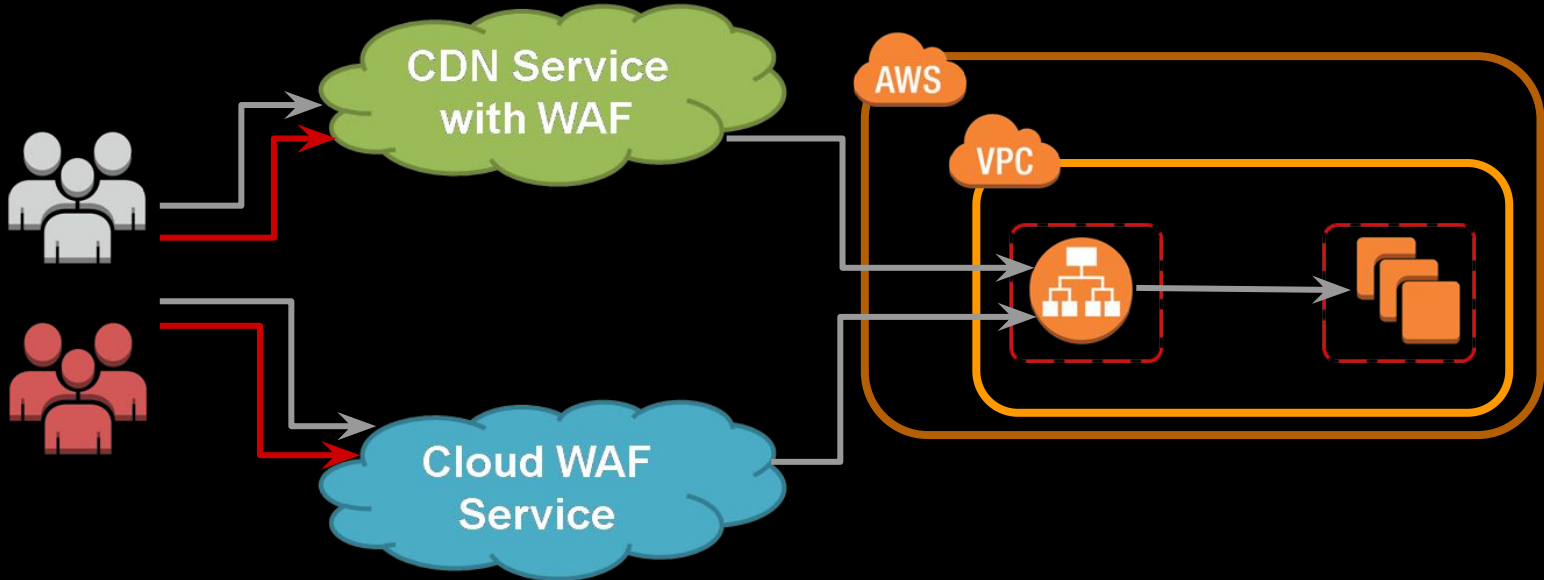 CDN Service
with WAF
AWS
VPC
Cloud WAF
Service